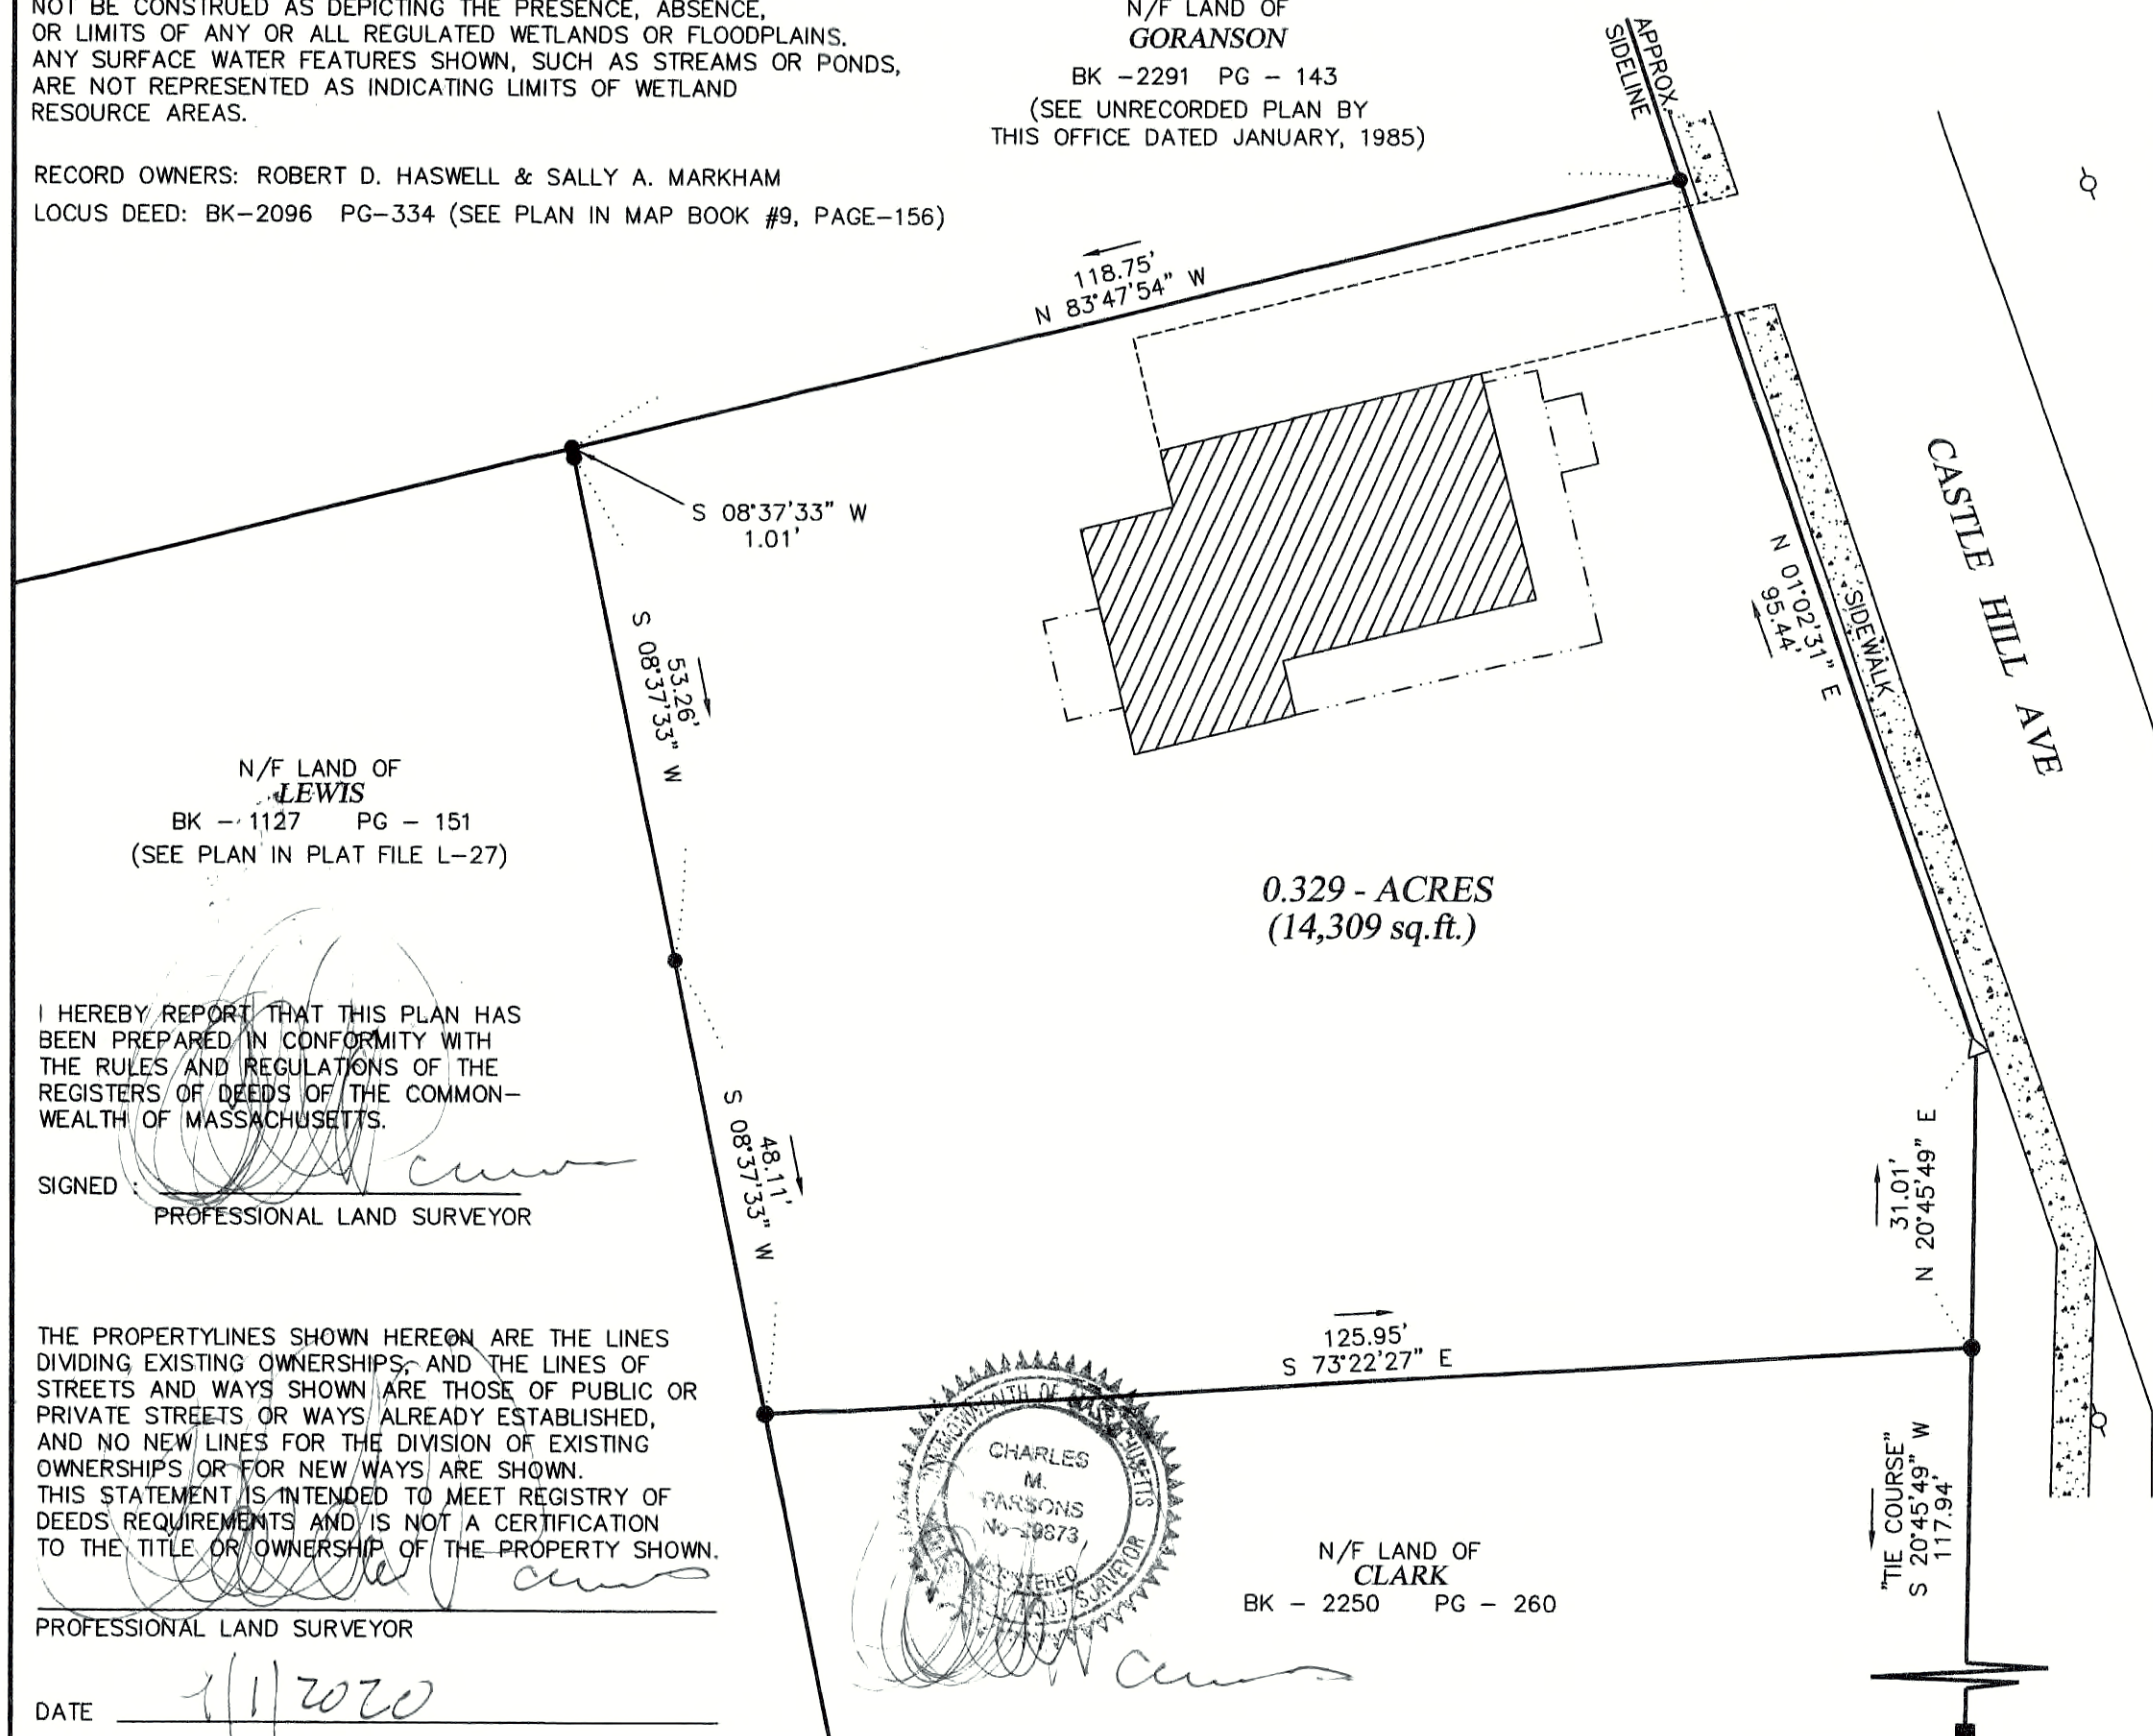 NOT BE CONSTRUED AS DEPICTING THE PRESENCE, ABSENCE,
OR LIMITS OF ANY OR ALL REGULATED WETLANDS OR FLOODPLAINS.
ANY SURFACE WATER FEATURES SHOWN, SUCH AS STREAMS OR PONDS,
ARE NOT REPRESENTED AS INDICATING LIMITS OF WETLAND
RESOURCE AREAS.
RECORD OWNERS: ROBERT D. HASWELL & SALLY A. MARKHAM
LOCUS DEED: BK-2096 PG-334 (SEE PLAN IN MAP BOOK #9, PAGE-156)
N/F LAND OF
GORANSON
BK -2291 PG - 143
(SEE UNRECORDED PLAN BY
THIS OFFICE DATED JANUARY, 1985)
APPROX.
SIDELINE
118.75'
N 83°47'54" W
S 08°37'33" W
1.01'
53.26'
S 08°37'33" W
N 01°02'31" E
95.44'
SIDEWALK
CASTLE HILL AVE
N/F LAND OF
LEWIS
BK - 1127 PG - 151
(SEE PLAN IN PLAT FILE L-27)
0.329 - ACRES
(14,309 sq.ft.)
I HEREBY REPORT THAT THIS PLAN HAS
BEEN PREPARED IN CONFORMITY WITH
THE RULES AND REGULATIONS OF THE
REGISTERS OF DEEDS OF THE COMMON-
WEALTH OF MASSACHUSETTS.
SIGNED :
PROFESSIONAL LAND SURVEYOR
48.11'
S 08°37'33" W
31.01'
N 20°45'49" E
125.95'
S 73°22'27" E
THE PROPERTYLINES SHOWN HEREON ARE THE LINES
DIVIDING EXISTING OWNERSHIPS, AND THE LINES OF
STREETS AND WAYS SHOWN ARE THOSE OF PUBLIC OR
PRIVATE STREETS OR WAYS ALREADY ESTABLISHED,
AND NO NEW LINES FOR THE DIVISION OF EXISTING
OWNERSHIPS OR FOR NEW WAYS ARE SHOWN.
THIS STATEMENT IS INTENDED TO MEET REGISTRY OF
DEEDS REQUIREMENTS AND IS NOT A CERTIFICATION
TO THE TITLE OR OWNERSHIP OF THE PROPERTY SHOWN.
PROFESSIONAL LAND SURVEYOR
DATE 1/1/2020
COMMONWEALTH OF MASSACHUSETTS
CHARLES
M.
PARSONS
REGISTERED
LAND SURVEYOR
N/F LAND OF
CLARK
BK - 2250 PG - 260
"TIE COURSE"
S 20°45'49" W
117.94'